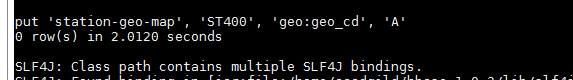 put 'station-geo-map', 'ST400', 'geo:geo_cd', 'A'
0 row(s) in 2.0120 seconds
SLF4J: Class path contains multiple SLF4J bindings.